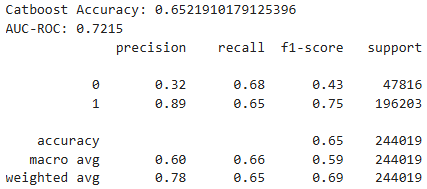 Catboost Accuracy: 0.6521910179125396
AUC-ROC: 0.7215
precision recall f1-score support
0 0.32 0.68 0.43 47816
1 0.89 0.65 0.75 196203
accuracy 0.65 244019
macro avg 0.60 0.66 0.59 244019
weighted avg 0.78 0.65 0.69 244019